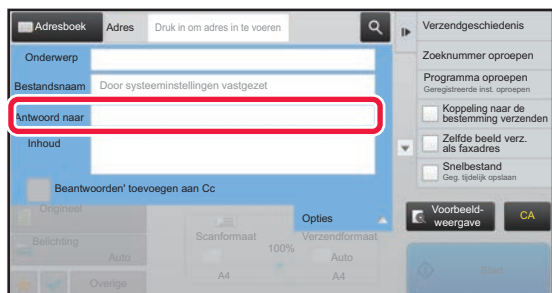 Adresboek
Adres
Druk in om adres in te voeren
Verzendgeschiedenis
Onderwerp
Zoeknummer oproepen
Bestandsnaam
Door systeeminstellingen vastgezet
Programma oproepen
Geregistreerde inst. oproepen
Antwoord naar
Koppeling naar de
bestemming verzenden
Inhoud
Zelfde beeld verz.
als faxadres
Snelbestand
Geg. tijdelijk opslaan
Beantwoorden' toevoegen aan Cc
Origineel
Opties
Voorbeeld-
weergave
CA
Belichting
Auto
Scanformaat
100%
Verzendformaat
Auto
A4
A4
Overige
Start